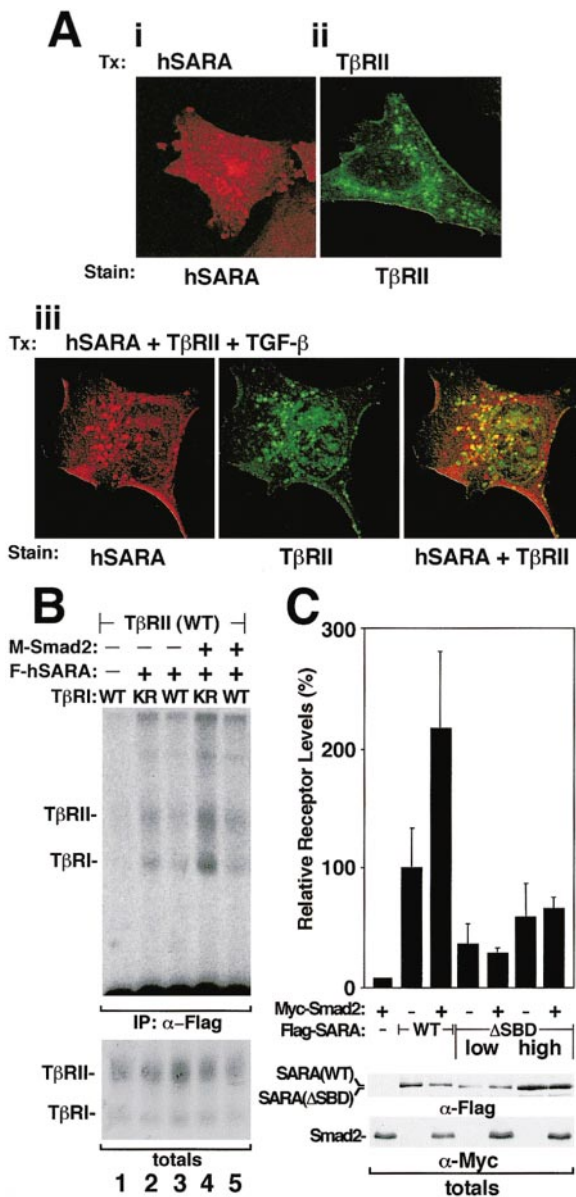 A
i ii
Tx: hSARA TβRII
Stain: hSARA TβRII
iii
Tx: hSARA + TβRII + TGF-β
Stain: hSARA TβRII hSARA + TβRII
B
TβRII (WT)
M-Smad2: – – – + +
F-hSARA: – + + + +
TβRI: WT KR WT KR WT
TβRII-
TβRI-
IP: α-Flag
TβRII-
TβRI-
totals
1 2 3 4 5
C
Relative Receptor Levels (%)
300
200
100
0
Myc-Smad2: + - + - + - +
Flag-SARA: - WT ΔSBD
low high
SARA(WT)
SARA(ΔSBD)
α-Flag
Smad2-
α-Myc
totals